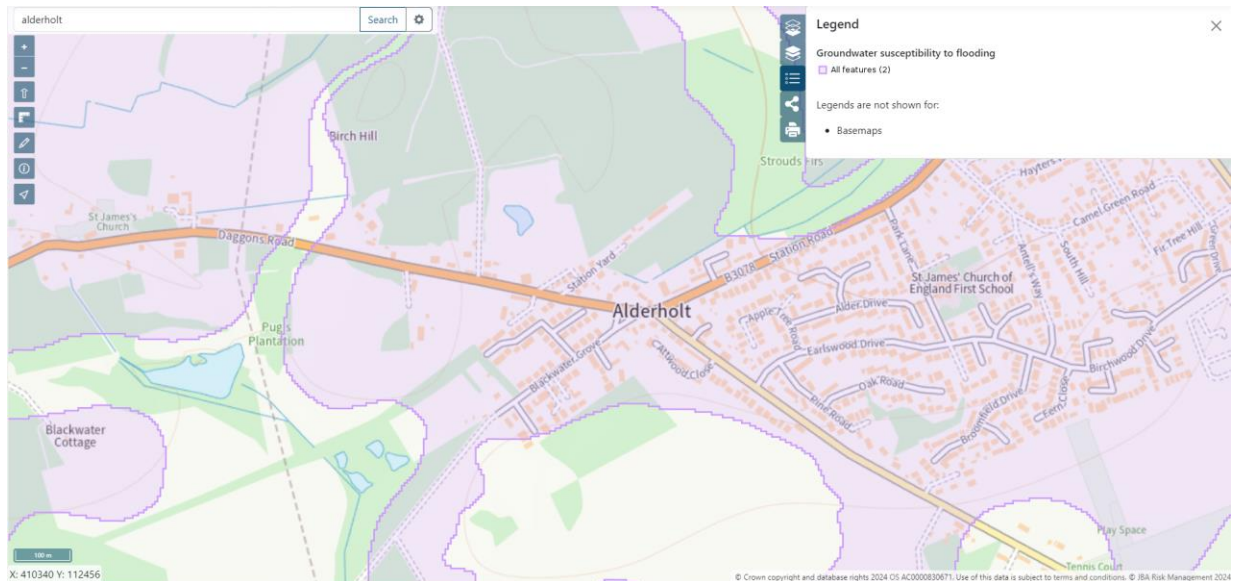 alderholt
Search
Legend
Groundwater susceptibility to flooding
All features (2)
Legends are not shown for:
• Basemaps
Birch Hill
Strouds Firs
Hayters Way
Camel Green Road
Fir Tree Hill
Green Drive
St James's
Church
Daggons Road
Station Yard
B3078
Station Road
Park Lane
Antell's Way
South Hill
St James' Church of
England First School
Alderholt
Apple Tree Road
Alder Drive
Pug's
Plantation
Earlswood Drive
Birchwood Drive
Blackwater Grove
Attwood Close
Oak Road
Pine Road
Broomfield Drive
Fern Close
Blackwater
Cottage
Play Space
Tennis Court
100 m
X: 410340 Y: 112456
© Crown copyright and database rights 2024 OS AC0000830671. Use of this data is subject to terms and conditions. © JBA Risk Management 2024